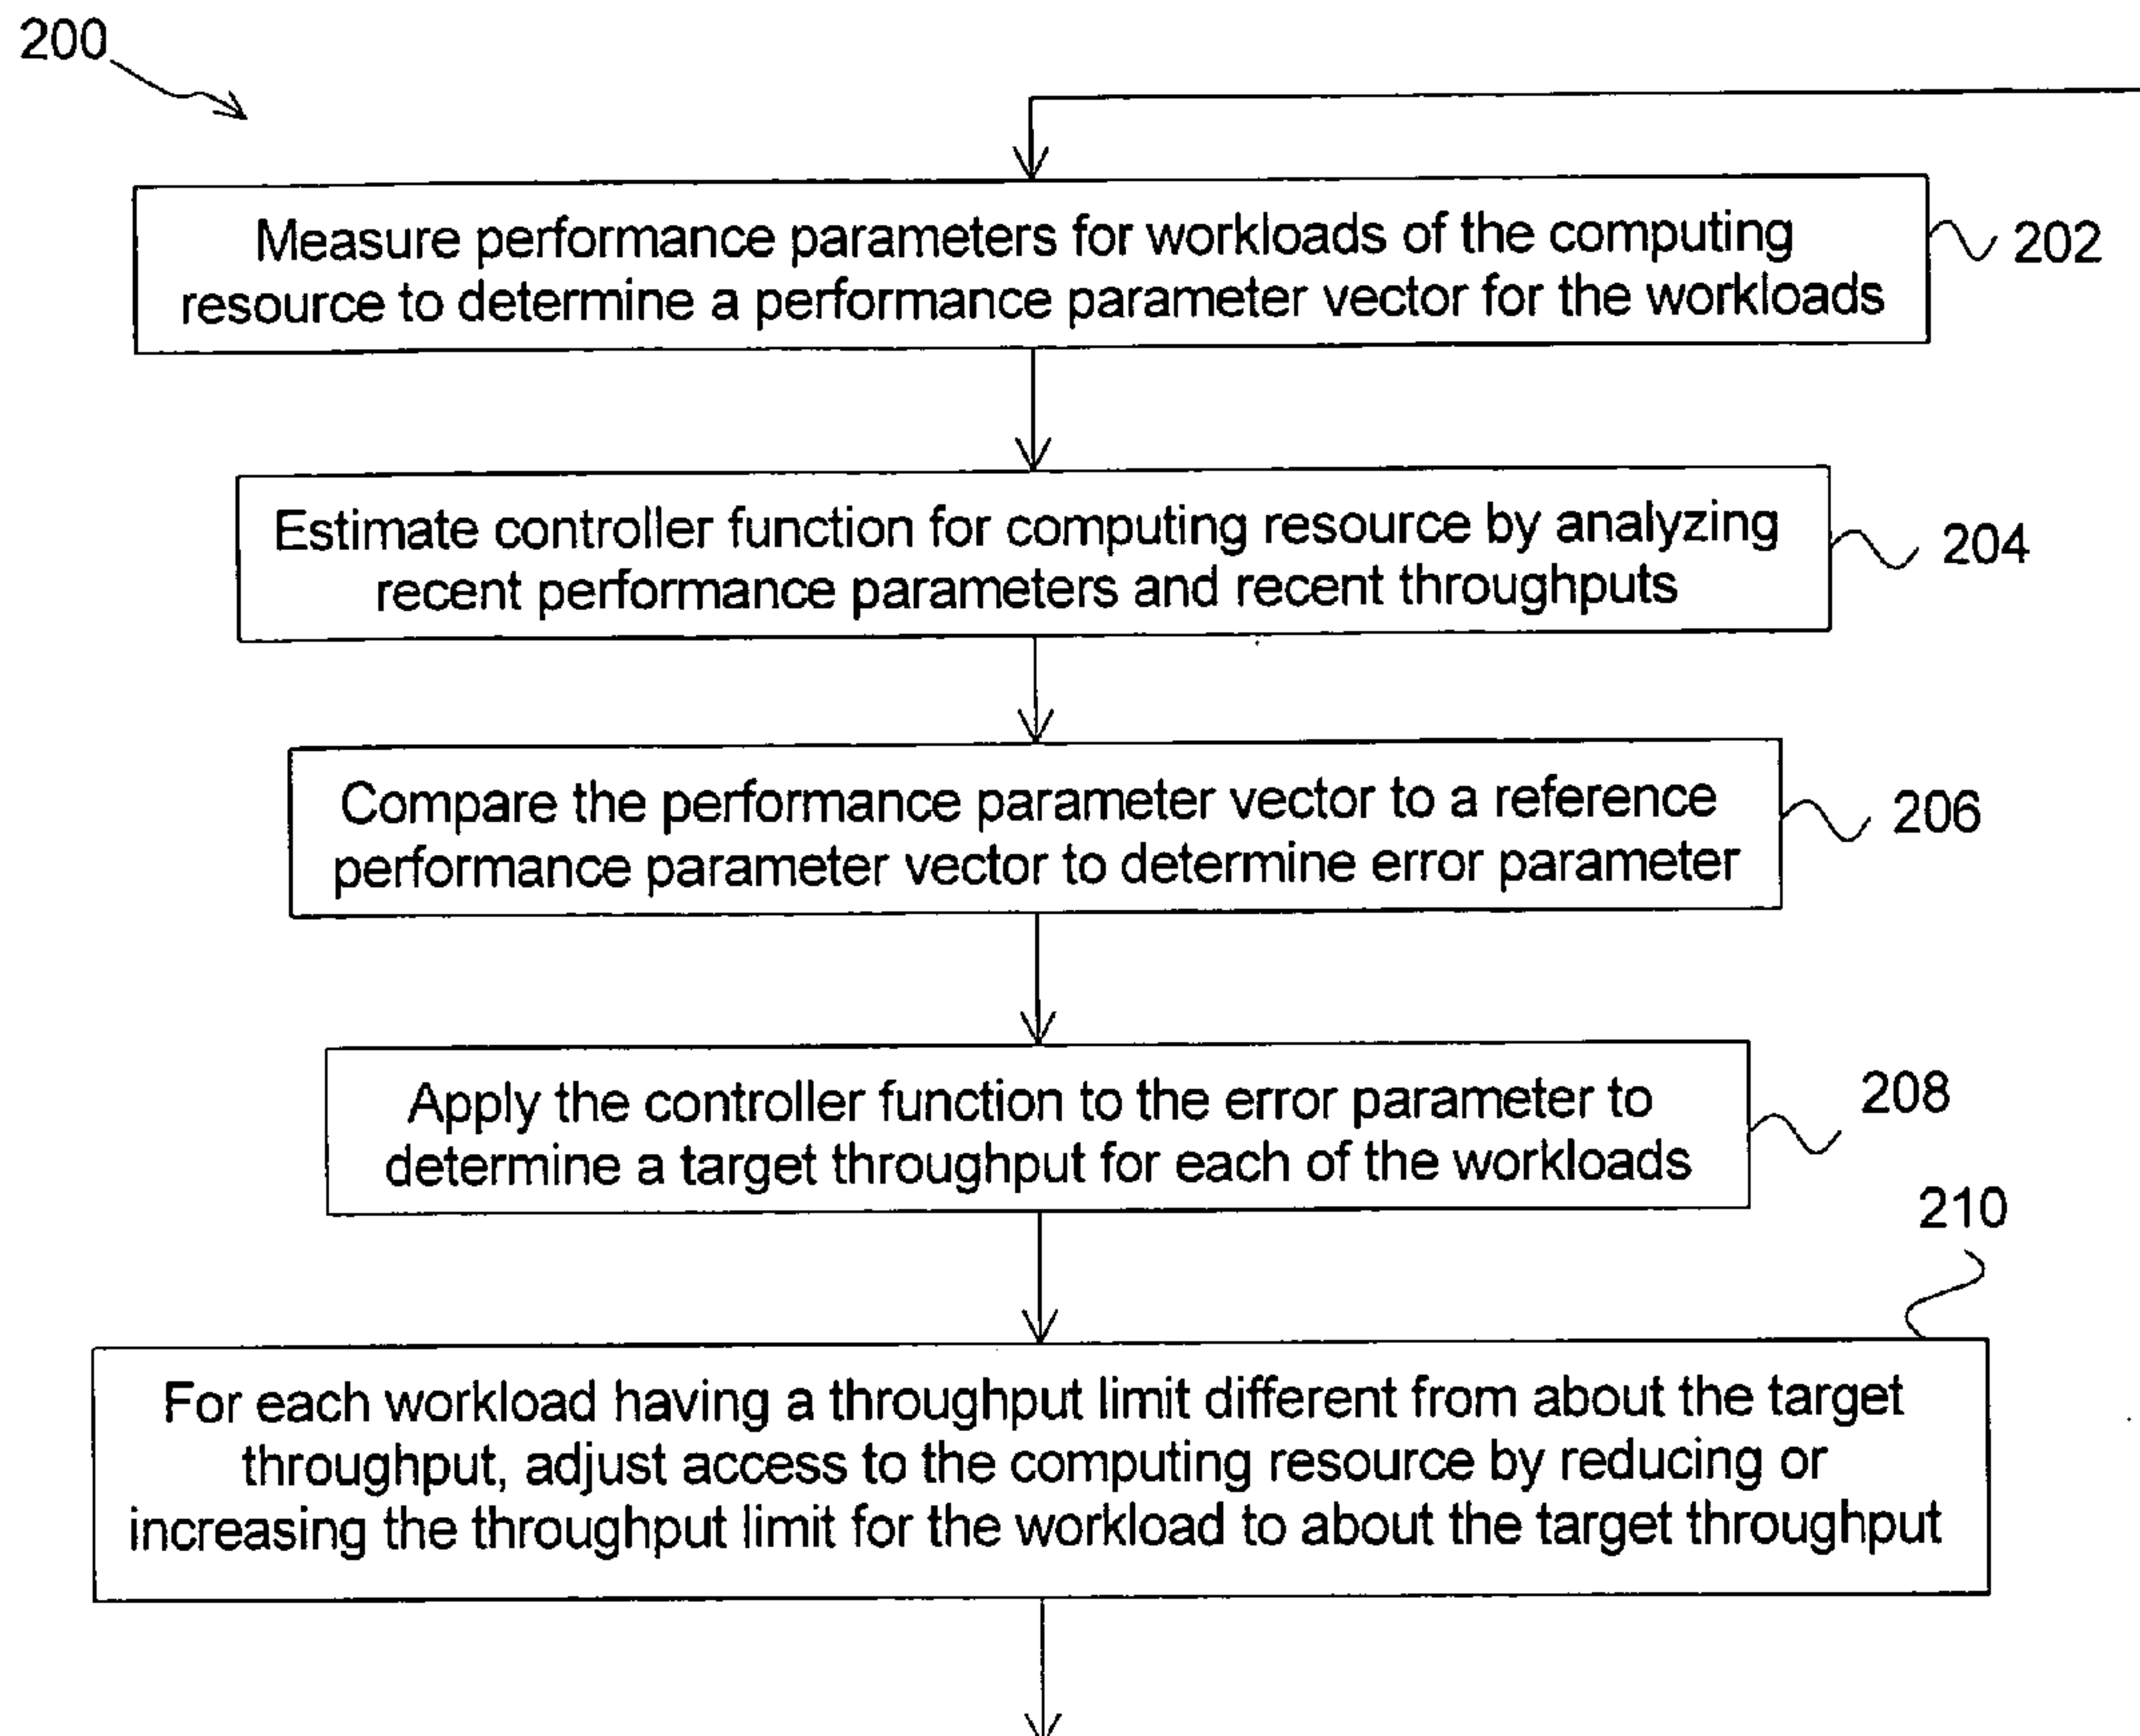 200
Measure performance parameters for workloads of the computing
resource to determine a performance parameter vector for the workloads
202
Estimate controller function for computing resource by analyzing
recent performance parameters and recent throughputs
204
Compare the performance parameter vector to a reference
performance parameter vector to determine error parameter
206
Apply the controller function to the error parameter to
determine a target throughput for each of the workloads
208
210
For each workload having a throughput limit different from about the target
throughput, adjust access to the computing resource by reducing or
increasing the throughput limit for the workload to about the target throughput